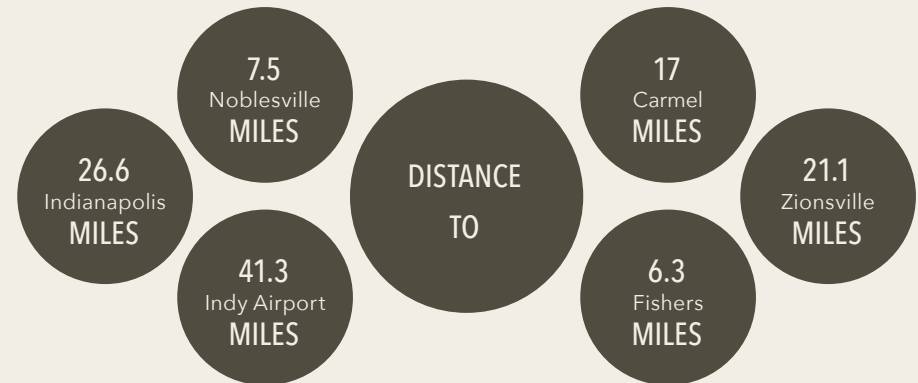 26.6
Indianapolis
MILES
7.5
Noblesville
MILES
41.3
Indy Airport
MILES
DISTANCE
TO
17
Carmel
MILES
6.3
Fishers
MILES
21.1
Zionsville
MILES